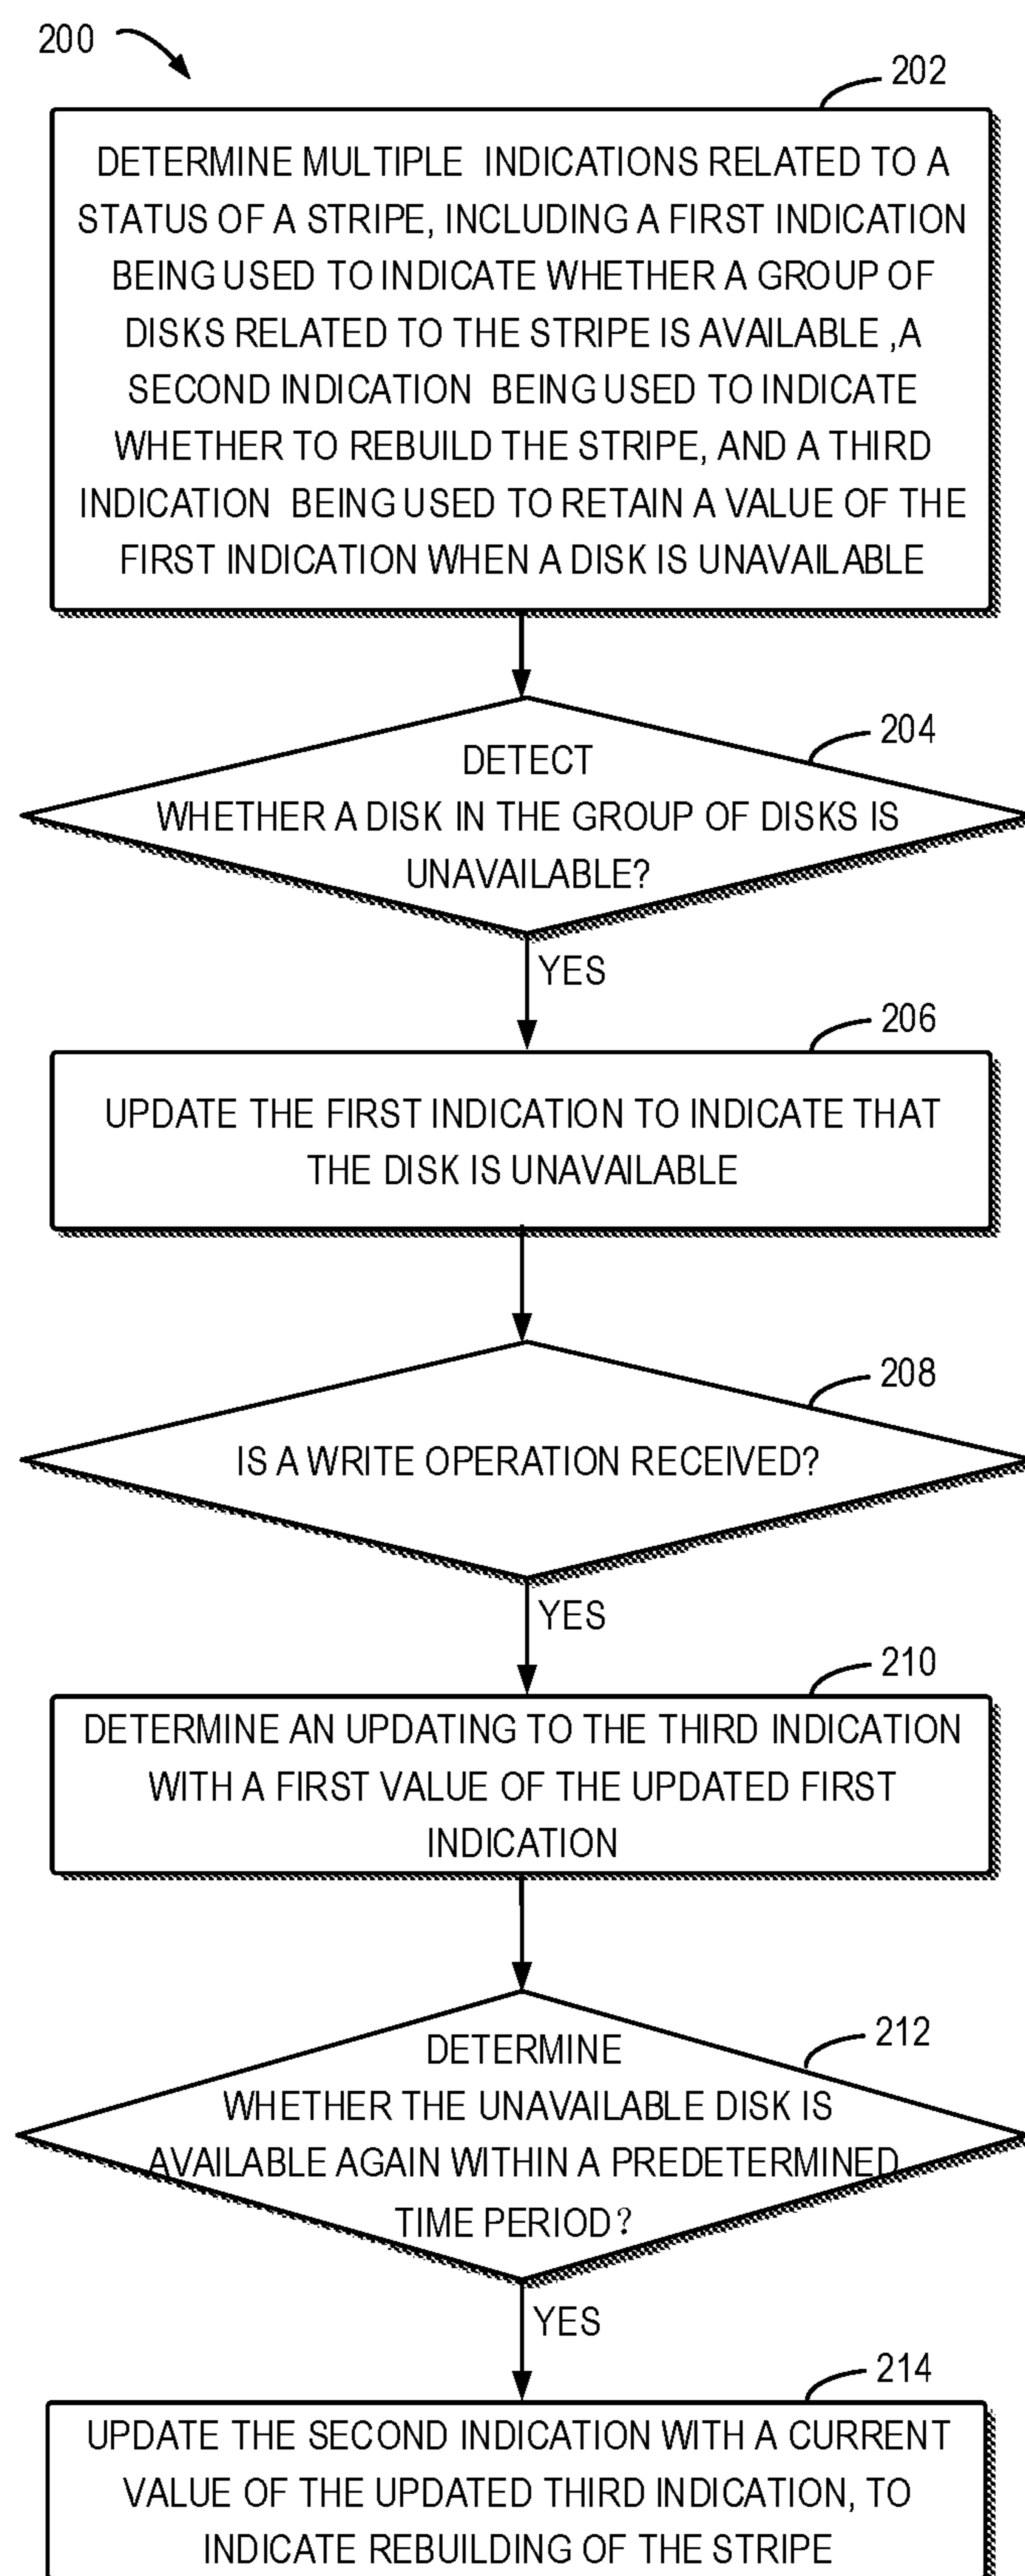 200
202
DETERMINE MULTIPLE INDICATIONS RELATED TO A
STATUS OF A STRIPE, INCLUDING A FIRST INDICATION
BEING USED TO INDICATE WHETHER A GROUP OF
DISKS RELATED TO THE STRIPE IS AVAILABLE ,A
SECOND INDICATION BEING USED TO INDICATE
WHETHER TO REBUILD THE STRIPE, AND A THIRD
INDICATION BEING USED TO RETAIN A VALUE OF THE
FIRST INDICATION WHEN A DISK IS UNAVAILABLE
204
DETECT
WHETHER A DISK IN THE GROUP OF DISKS IS
UNAVAILABLE?
YES
206
UPDATE THE FIRST INDICATION TO INDICATE THAT
THE DISK IS UNAVAILABLE
208
IS A WRITE OPERATION RECEIVED?
YES
210
DETERMINE AN UPDATING TO THE THIRD INDICATION
WITH A FIRST VALUE OF THE UPDATED FIRST
INDICATION
212
DETERMINE
WHETHER THE UNAVAILABLE DISK IS
AVAILABLE AGAIN WITHIN A PREDETERMINED
TIME PERIOD?
YES
214
UPDATE THE SECOND INDICATION WITH A CURRENT
VALUE OF THE UPDATED THIRD INDICATION, TO
INDICATE REBUILDING OF THE STRIPE